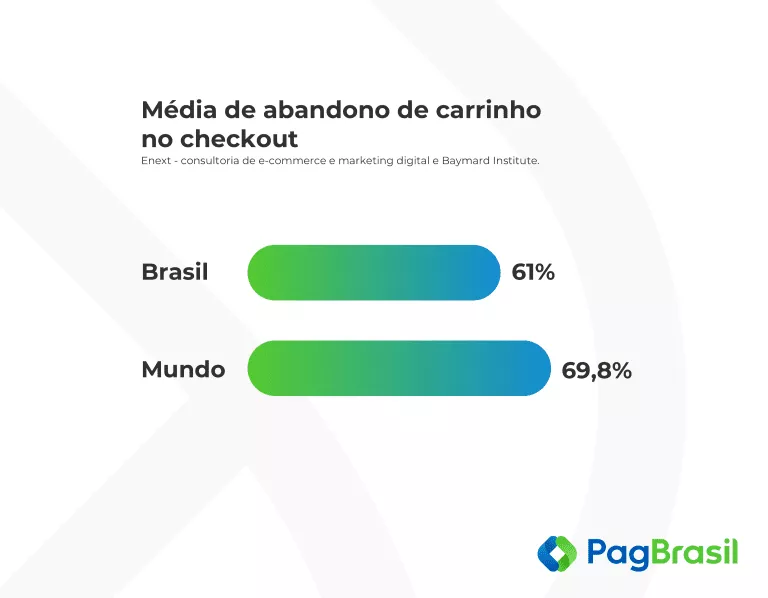 Média de abandono de carrinho
no checkout
Enext - consultoria de e-commerce e marketing digital e Baymard Institute.
Brasil
61%
Mundo
69,8%
PagBrasil